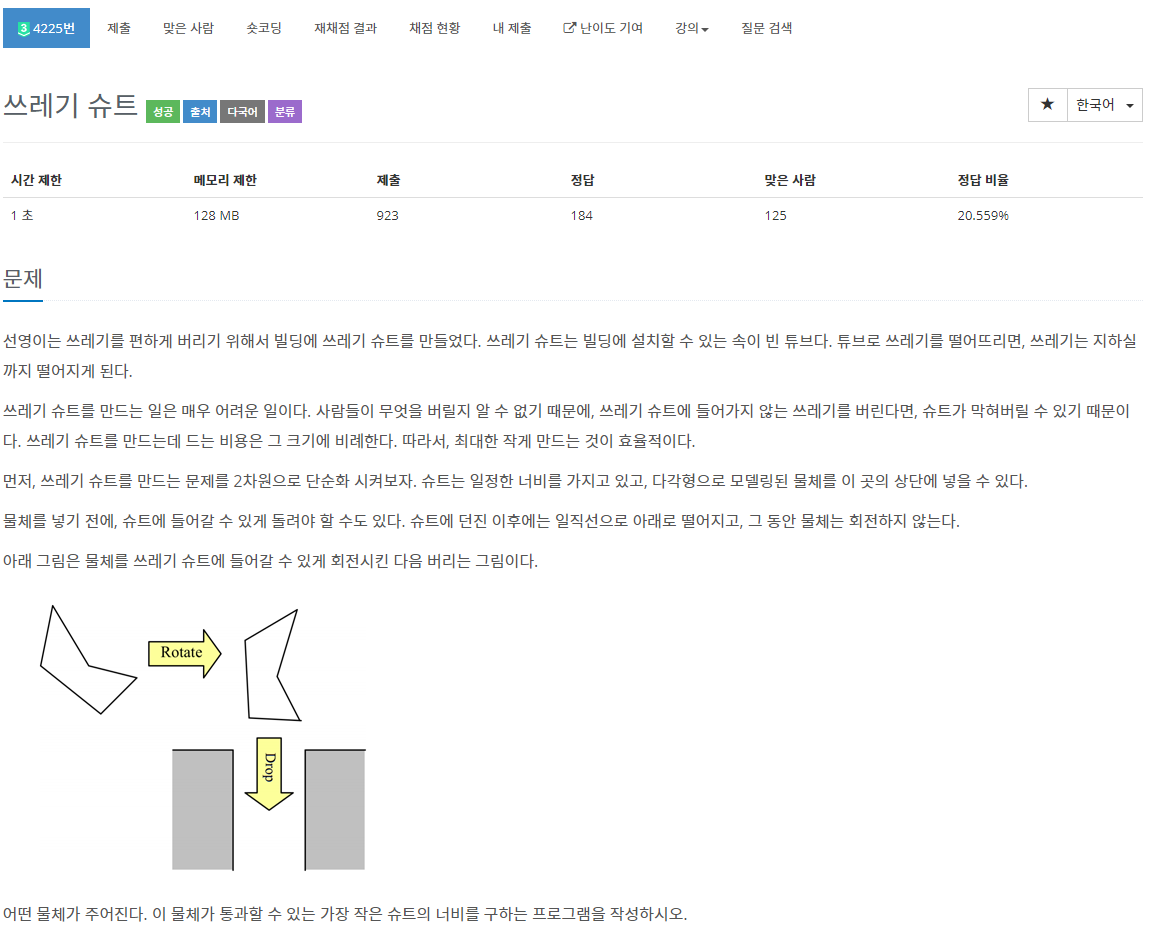 3 4225번 제출 맞은 사람 숏코딩 재채점 결과 채점 현황 내 제출 난이도 기여 강의 질문 검색
쓰레기 슈트 성공 출처 다국어 분류 ★ 한국어
시간 제한 메모리 제한 제출 정답 맞은 사람 정답 비율
1 초 128 MB 923 184 125 20.559%
문제
선영이는 쓰레기를 편하게 버리기 위해서 빌딩에 쓰레기 슈트를 만들었다. 쓰레기 슈트는 빌딩에 설치할 수 있는 속이 빈 튜브다. 튜브로 쓰레기를 떨어뜨리면, 쓰레기는 지하실
까지 떨어지게 된다.
쓰레기 슈트를 만드는 일은 매우 어려운 일이다. 사람들이 무엇을 버릴지 알 수 없기 때문에, 쓰레기 슈트에 들어가지 않는 쓰레기를 버린다면, 슈트가 막혀버릴 수 있기 때문이
다. 쓰레기 슈트를 만드는데 드는 비용은 그 크기에 비례한다. 따라서, 최대한 작게 만드는 것이 효율적이다.
먼저, 쓰레기 슈트를 만드는 문제를 2차원으로 단순화 시켜보자. 슈트는 일정한 너비를 가지고 있고, 다각형으로 모델링된 물체를 이 곳의 상단에 넣을 수 있다.
물체를 넣기 전에, 슈트에 들어갈 수 있게 돌려야 할 수도 있다. 슈트에 던진 이후에는 일직선으로 아래로 떨어지고, 그 동안 물체는 회전하지 않는다.
아래 그림은 물체를 쓰레기 슈트에 들어갈 수 있게 회전시킨 다음 버리는 그림이다.
Rotate
Drop
어떤 물체가 주어진다. 이 물체가 통과할 수 있는 가장 작은 슈트의 너비를 구하는 프로그램을 작성하시오.